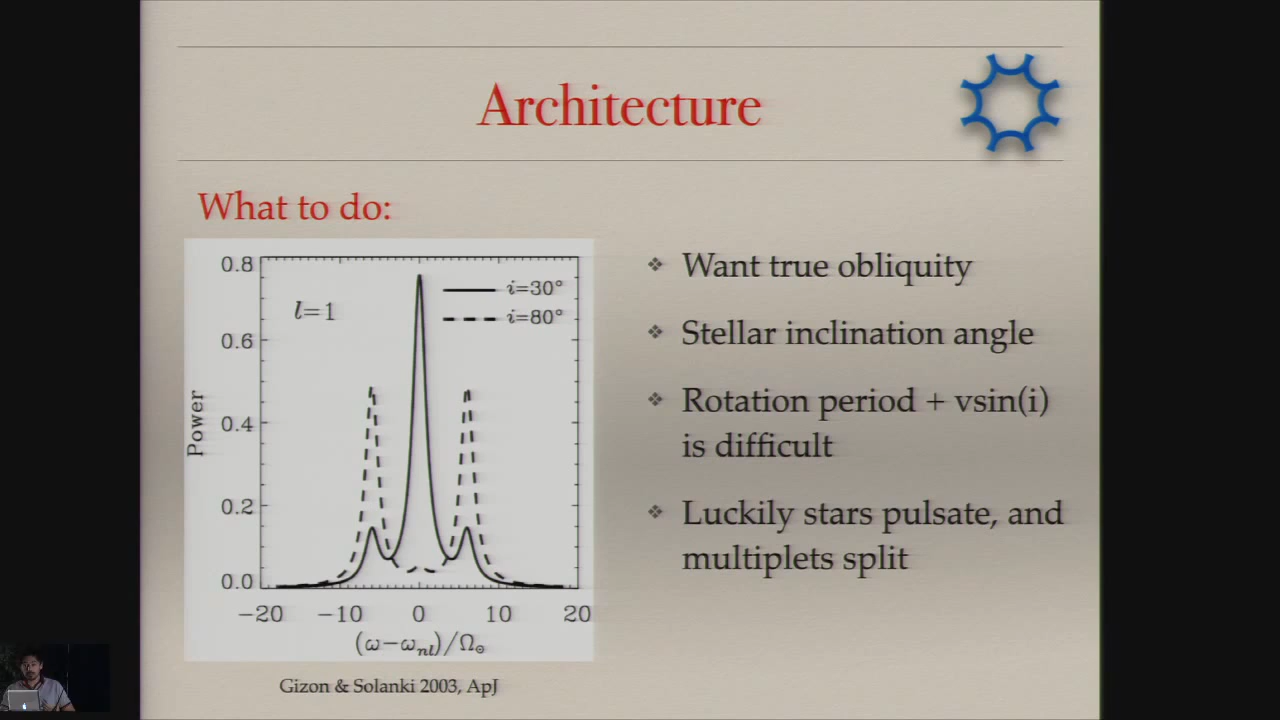 Architecture
What to do:
0.8
0.6
0.4
0.2
0.0
Power
l=1
i=30°
i=80°
−20 −10 0 10 20
(ω−ωnl)/Ω⊙
Gizon & Solanki 2003, ApJ
❖ Want true obliquity
❖ Stellar inclination angle
❖ Rotation period + vsin(i)
is difficult
❖ Luckily stars pulsate, and
multiplets split